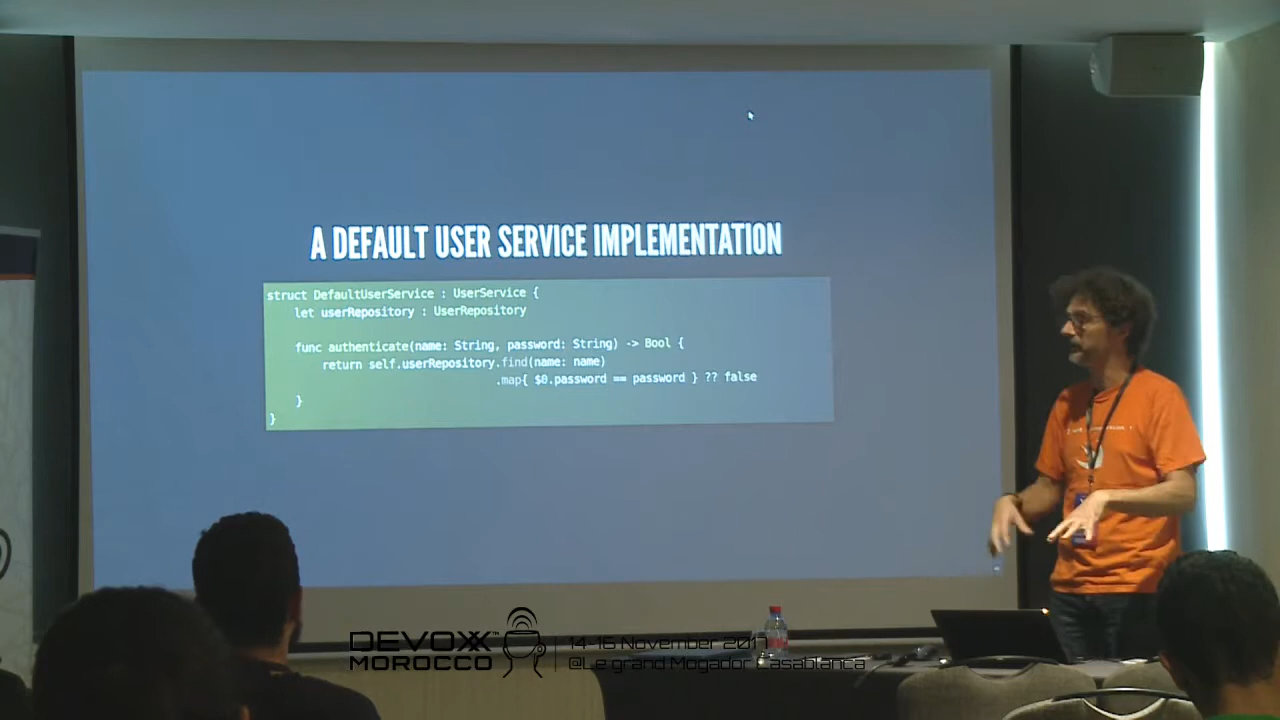 A DEFAULT USER SERVICE IMPLEMENTATION
struct DefaultUserService : UserService {
let userRepository : UserRepository
func authenticate(name: String, password: String) -> Bool {
return self.userRepository.find(name: name)
.map{ $0.password == password } ?? false
}
}
DEVOXX™
MOROCCO
14-16 November 2017
@Le grand Mogador Casablanca